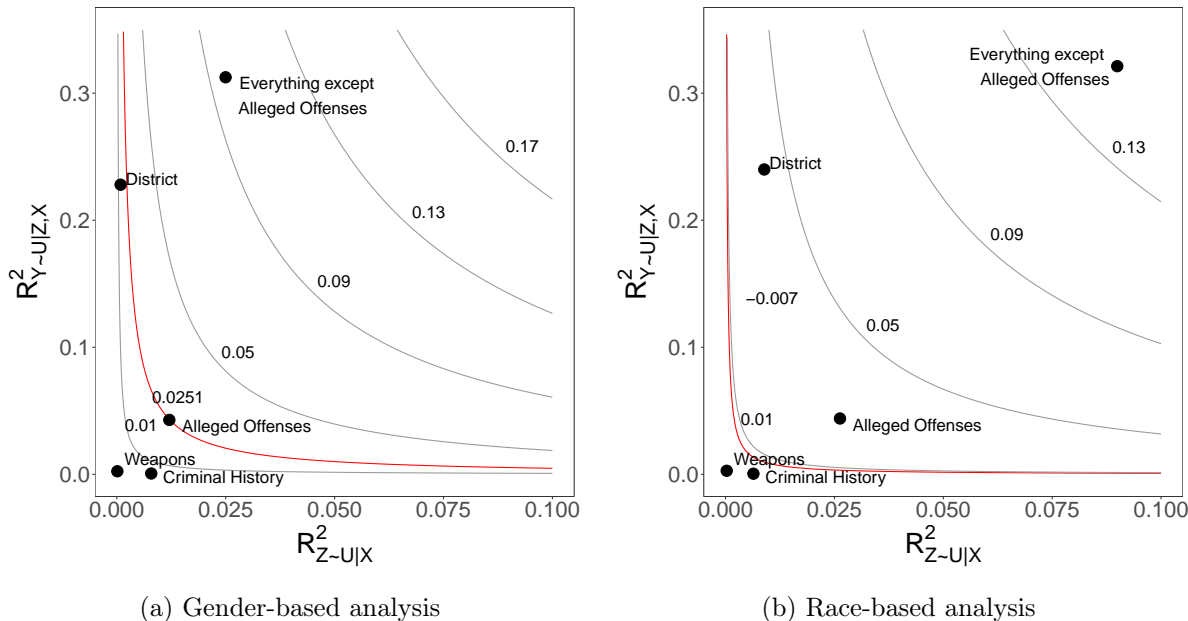 0.3
0.2
0.1
0.0
0.000
0.025
0.050
0.075
0.100
R²Y~U|Z,X
R²Z~U|X
Everything except
Alleged Offenses
0.17
District
0.13
0.09
0.05
0.0251
0.01
Alleged Offenses
Weapons
Criminal History
(a) Gender-based analysis
0.3
0.2
0.1
0.0
0.000
0.025
0.050
0.075
0.100
R²Y~U|Z,X
R²Z~U|X
Everything except
Alleged Offenses
0.13
District
0.09
−0.007
0.05
0.01
Alleged Offenses
Weapons
Criminal History
(b) Race-based analysis